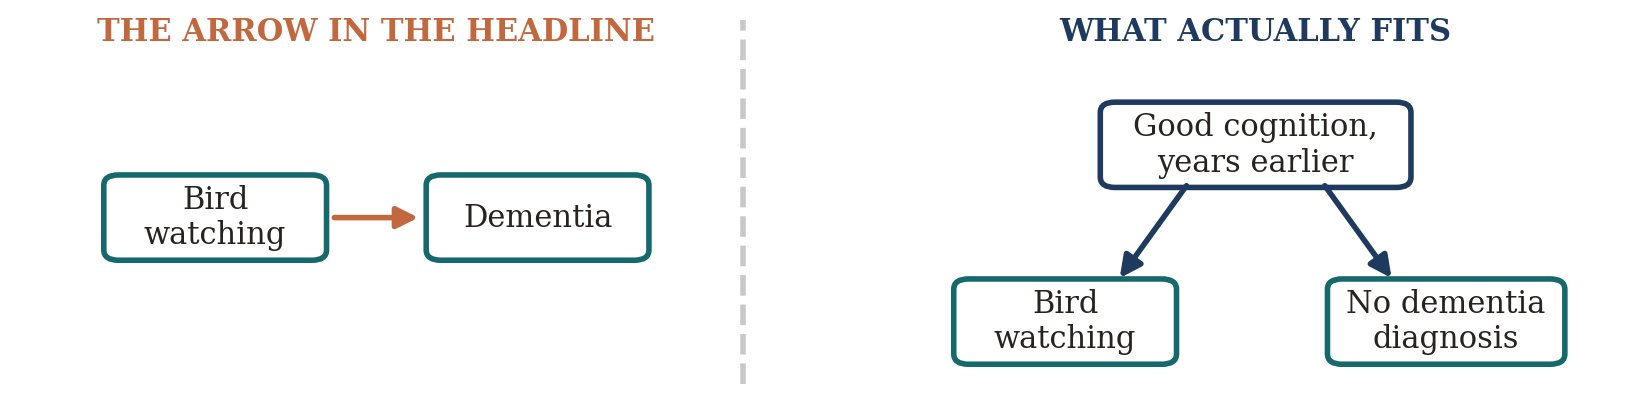 THE ARROW IN THE HEADLINE
Bird
watching
Dementia
WHAT ACTUALLY FITS
Good cognition,
years earlier
Bird
watching
No dementia
diagnosis